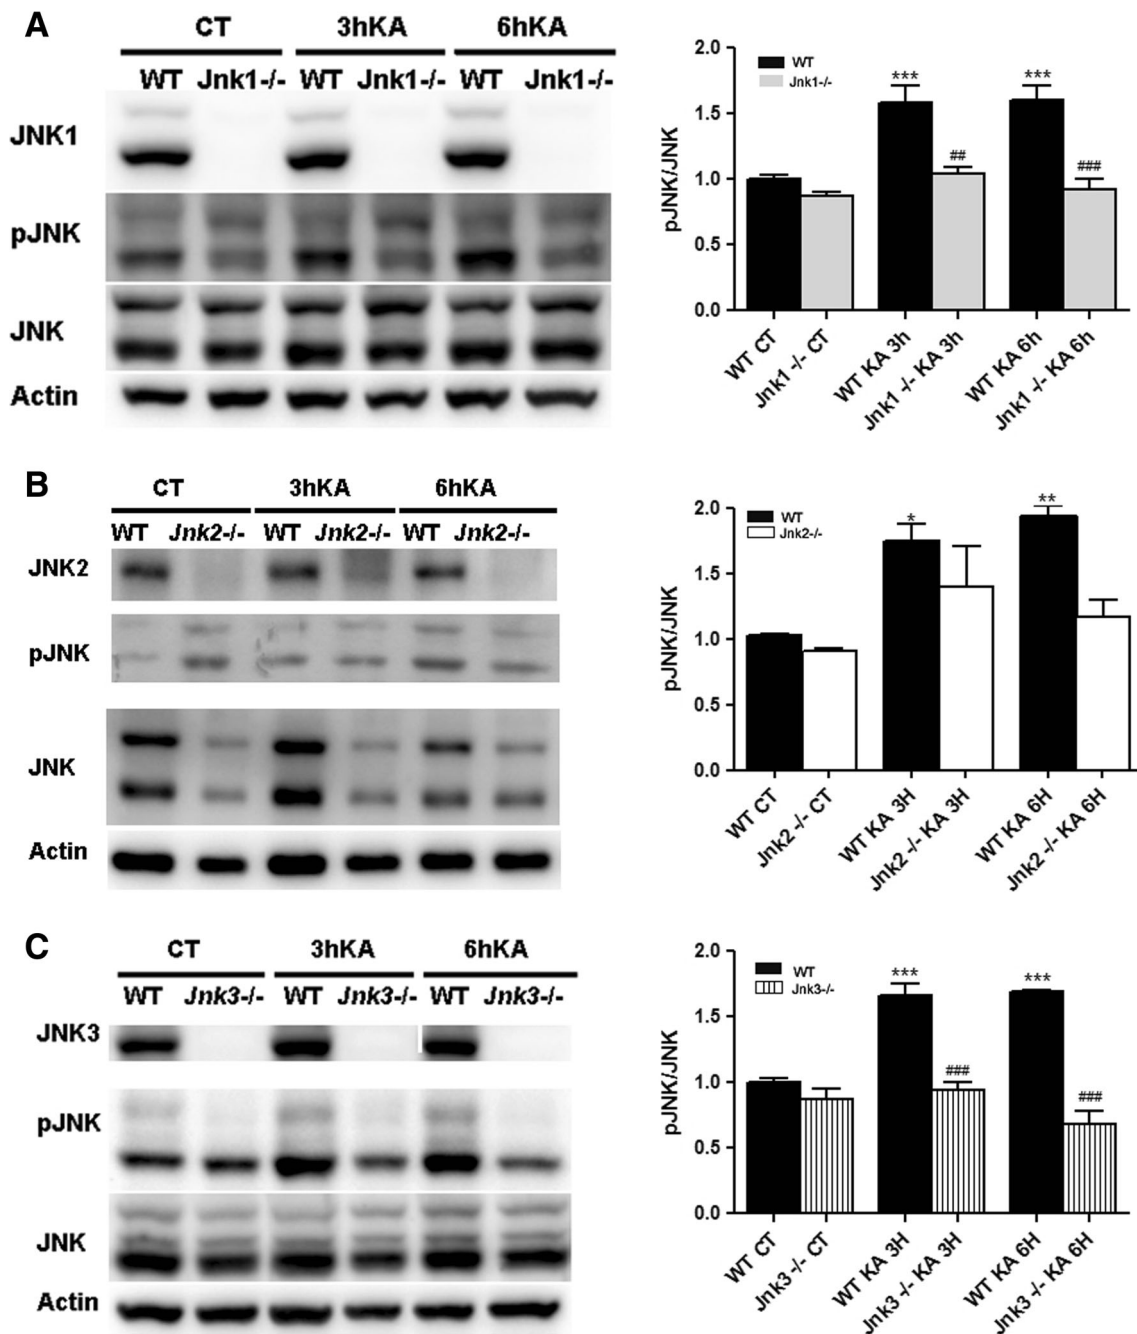 A
CT 3hKA 6hKA
WT Jnk1-/- WT Jnk1-/- WT Jnk1-/-
JNK1
pJNK
JNK
Actin
2.0
1.5
1.0
0.5
0.0
pJNK/JNK
WT
Jnk1-/-
*** ***
## ###
WT CT
Jnk1 -/- CT
WT KA 3h
Jnk1 -/- KA 3h
WT KA 6h
Jnk1 -/- KA 6h
B
CT 3hKA 6hKA
WT Jnk2-/- WT Jnk2-/- WT Jnk2-/-
JNK2
pJNK
JNK
Actin
2.0
1.5
1.0
0.5
0.0
pJNK/JNK
WT
Jnk2-/-
* **
WT CT
Jnk2 -/- CT
WT KA 3H
Jnk2 -/- KA 3H
WT KA 6H
Jnk2 -/- KA 6H
C
CT 3hKA 6hKA
WT Jnk3-/- WT Jnk3-/- WT Jnk3-/-
JNK3
pJNK
JNK
Actin
2.0
1.5
1.0
0.5
0.0
pJNK/JNK
WT
Jnk3-/-
*** ***
### ###
WT CT
Jnk3 -/- CT
WT KA 3H
Jnk3 -/- KA 3H
WT KA 6H
Jnk3 -/- KA 6H